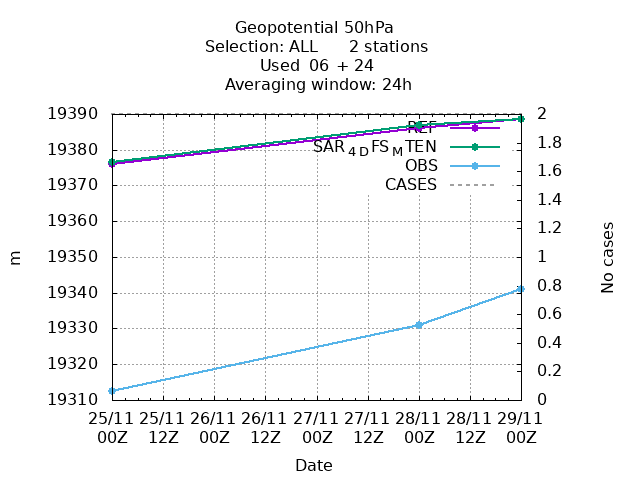 Geopotential 50hPa
Selection: ALL 2 stations
Used 06 + 24
Averaging window: 24h
19390
19380
19370
19360
19350
19340
19330
19320
19310
m
2
1.8
1.6
1.4
1.2
1
0.8
0.6
0.4
0.2
0
No cases
REF
SAR4DFSMTEN
OBS
CASES
25/11 25/11 26/11 26/11 27/11 27/11 28/11 28/11 29/11
00Z 12Z 00Z 12Z 00Z 12Z 00Z 12Z 00Z
Date